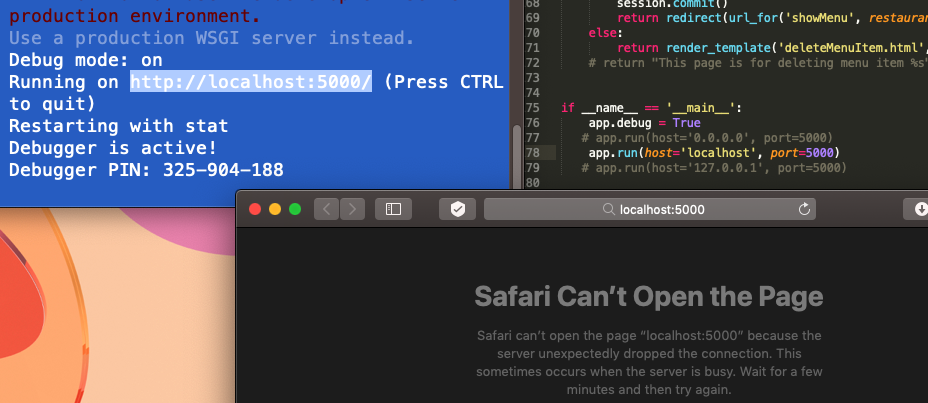 production environment.
Use a production WSGI server instead.
Debug mode: on
Running on http://localhost:5000/ (Press CTRL
to quit)
Restarting with stat
Debugger is active!
Debugger PIN: 325-904-188
68 session.commit()
69 return redirect(url_for('showMenu', restauran
70 else:
71 return render_template('deleteMenuItem.html',
72 # return "This page is for deleting menu item %s"
73
74
75 if __name__ == '__main__':
76 app.debug = True
77 # app.run(host='0.0.0.0', port=5000)
78 app.run(host='localhost', port=5000)
79 # app.run(host='127.0.0.1', port=5000)
80
localhost:5000
Safari Can’t Open the Page
Safari can’t open the page “localhost:5000” because the
server unexpectedly dropped the connection. This
sometimes occurs when the server is busy. Wait for a few
minutes and then try again.